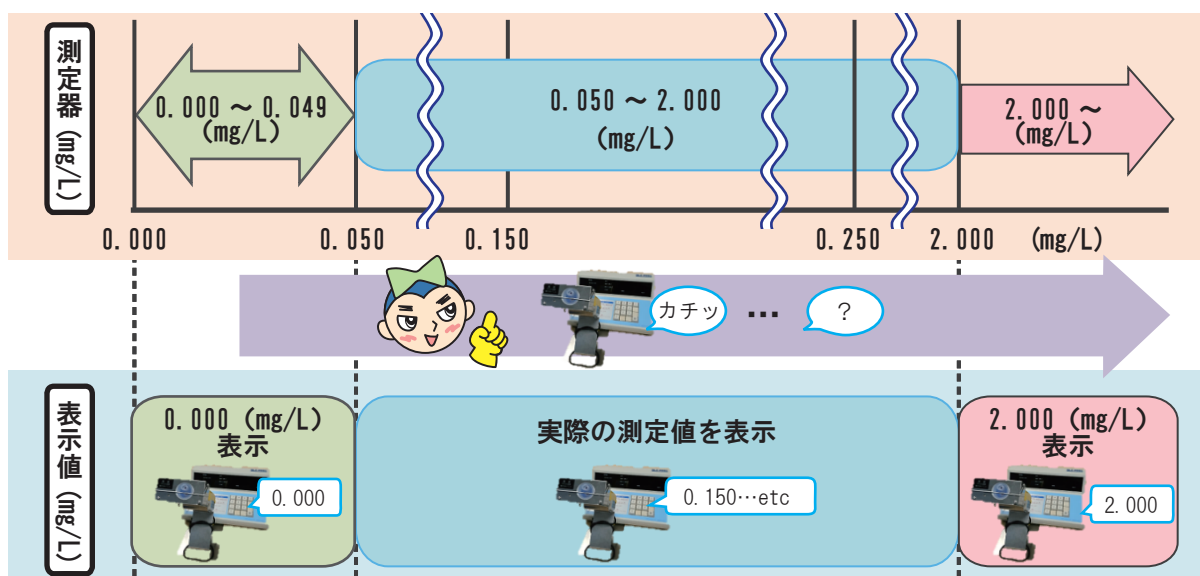 測定器(mg/L)
0.000 ～ 0.049
(mg/L)
0.050 ～ 2.000
(mg/L)
2.000 ～
(mg/L)
0.000
0.050
0.150
0.250
2.000
(mg/L)
カチッ
…
?
表示値(mg/L)
0.000 (mg/L)
表示
0.000
実際の測定値を表示
0.150…etc
2.000 (mg/L)
表示
2.000